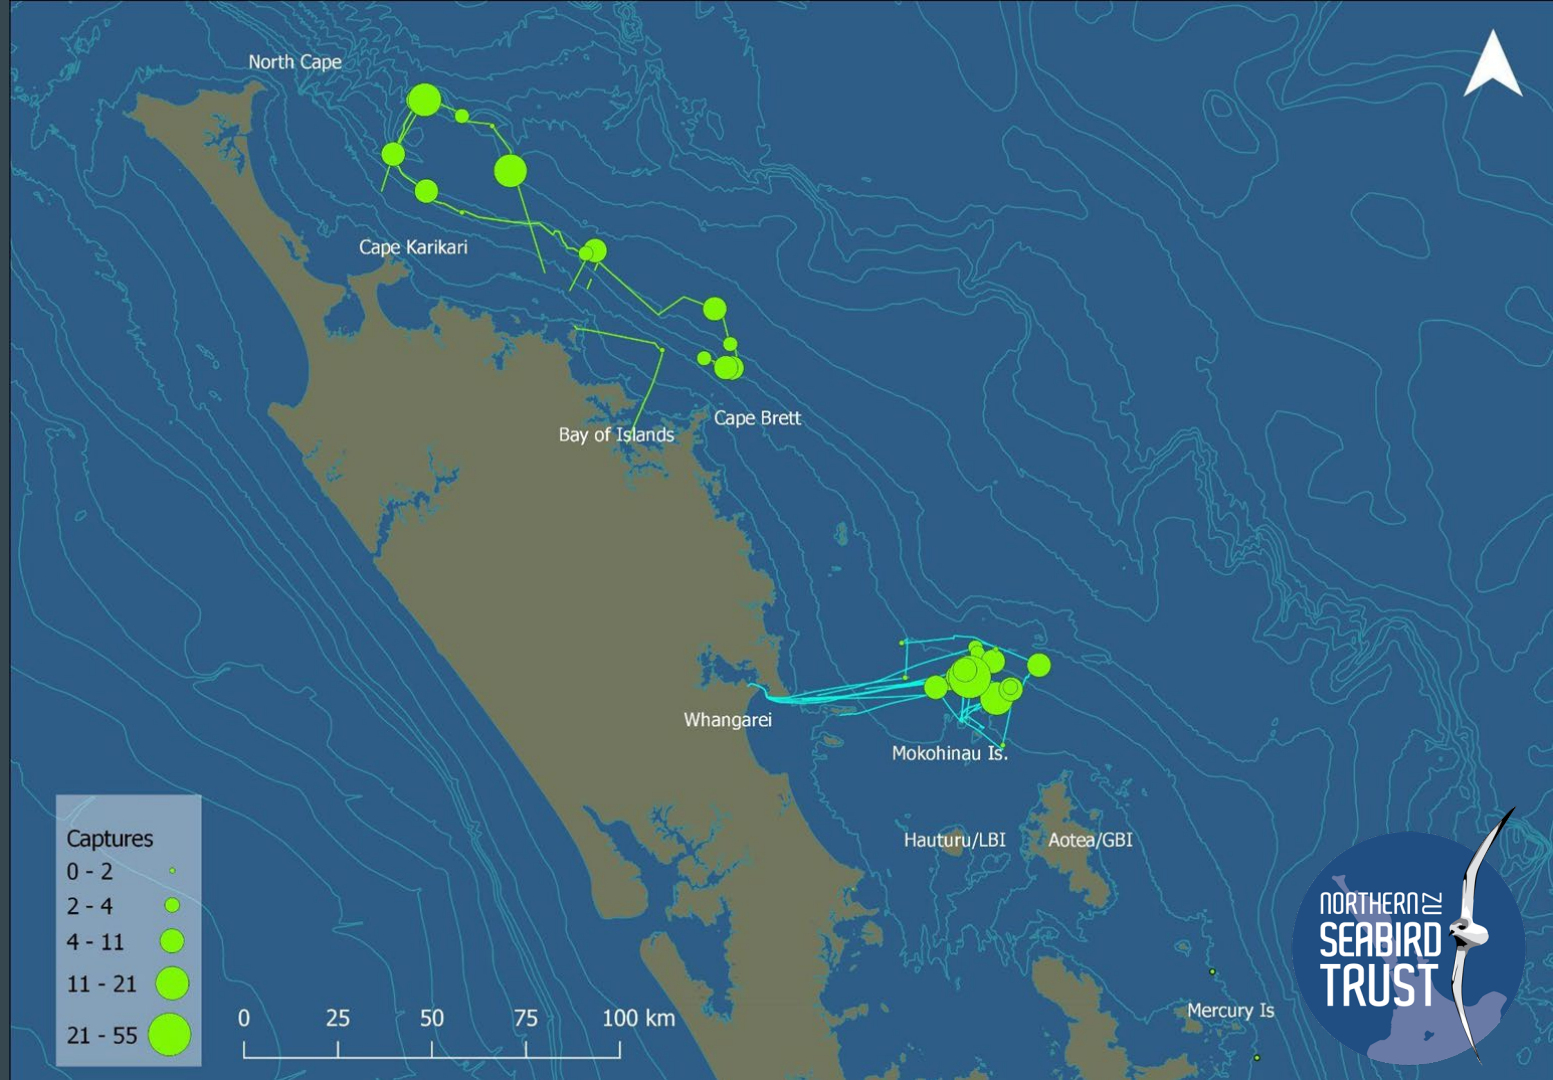 North Cape
Cape Karikari
Cape Brett
Bay of Islands
Whangarei
Mokohinau Is.
Hauturu/LBI
Aotea/GBI
Mercury Is
Captures
0 - 2
2 - 4
4 - 11
11 - 21
21 - 55
0 25 50 75 100 km
NORTHERN NZ
SEABIRD
TRUST